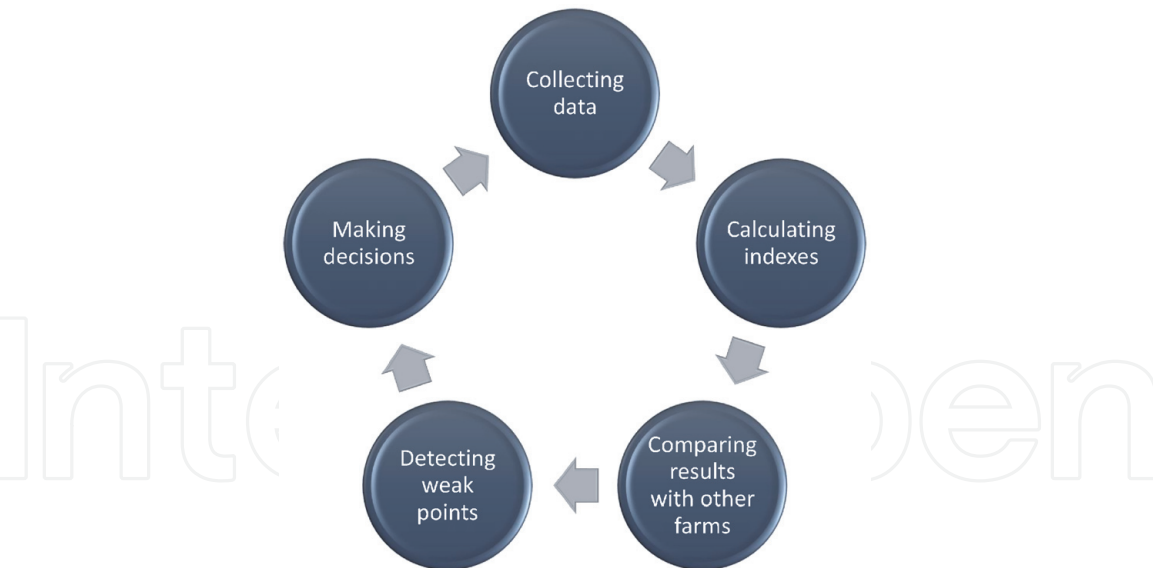 Collecting
data
Calculating
indexes
Comparing
results
with other
farms
Detecting
weak
points
Making
decisions